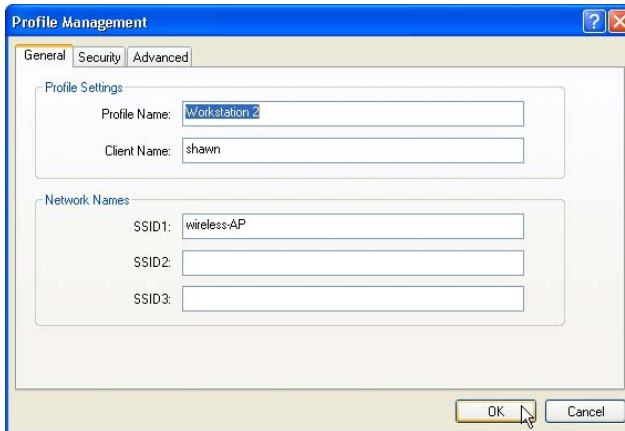 Profile Management
General Security Advanced
Profile Settings
Profile Name: Workstation 2
Client Name: shawn
Network Names
SSID1: wireless-AP
SSID2:
SSID3:
OK Cancel